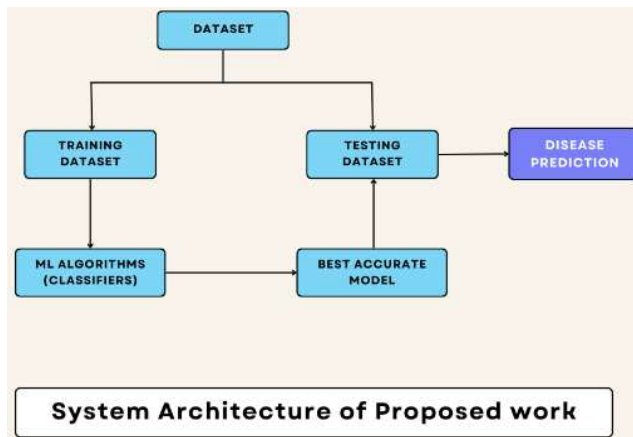 DATASET
TRAINING
DATASET
TESTING
DATASET
DISEASE
PREDICTION
ML ALGORITHMS
(CLASSIFIERS)
BEST ACCURATE
MODEL
System Architecture of Proposed work